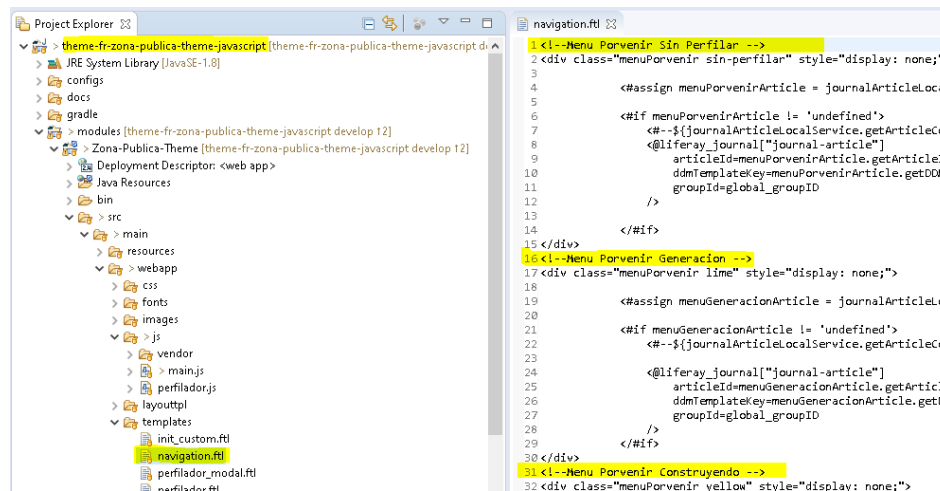 Project Explorer
> theme-fr-zona-publica-theme-javascript [theme-fr-zona-publica-theme-javascript de
JRE System Library [JavaSE-1.8]
configs
docs
gradle
> modules [theme-fr-zona-publica-theme-javascript develop ↑2]
> Zona-Publica-Theme [theme-fr-zona-publica-theme-javascript develop ↑2]
Deployment Descriptor: <web app>
Java Resources
bin
> src
> main
resources
> webapp
css
fonts
images
> js
vendor
> main.js
perfilador.js
layouttpl
templates
init_custom.ftl
navigation.ftl
perfilador_modal.ftl
perfilador.ftl
navigation.ftl
1 <!--Menu Porvenir Sin Perfilar -->
2 <div class="menuPorvenir sin-perfilar" style="display: none;"
3
4 <#assign menuPorvenirArticle = journalArticleLoca
5
6 <#if menuPorvenirArticle != 'undefined'>
7 <#--${journalArticleLocalService.getArticleCo
8 <@liferay_journal["journal-article"]
9 articleId=menuPorvenirArticle.getArticleI
10 ddmTemplateKey=menuPorvenirArticle.getDDM
11 groupId=global_groupID
12 />
13
14 </#if>
15 </div>
16 <!--Menu Porvenir Generacion -->
17 <div class="menuPorvenir lime" style="display: none;">
18
19 <#assign menuGeneracionArticle = journalArticleLo
20
21 <#if menuGeneracionArticle != 'undefined'>
22 <#--${journalArticleLocalService.getArticleCo
23
24 <@liferay_journal["journal-article"]
25 articleId=menuGeneracionArticle.getArticl
26 ddmTemplateKey=menuGeneracionArticle.getD
27 groupId=global_groupID
28 />
29 </#if>
30 </div>
31 <!--Menu Porvenir Construyendo -->
32 <div class="menuPorvenir yellow" style="display: none;">